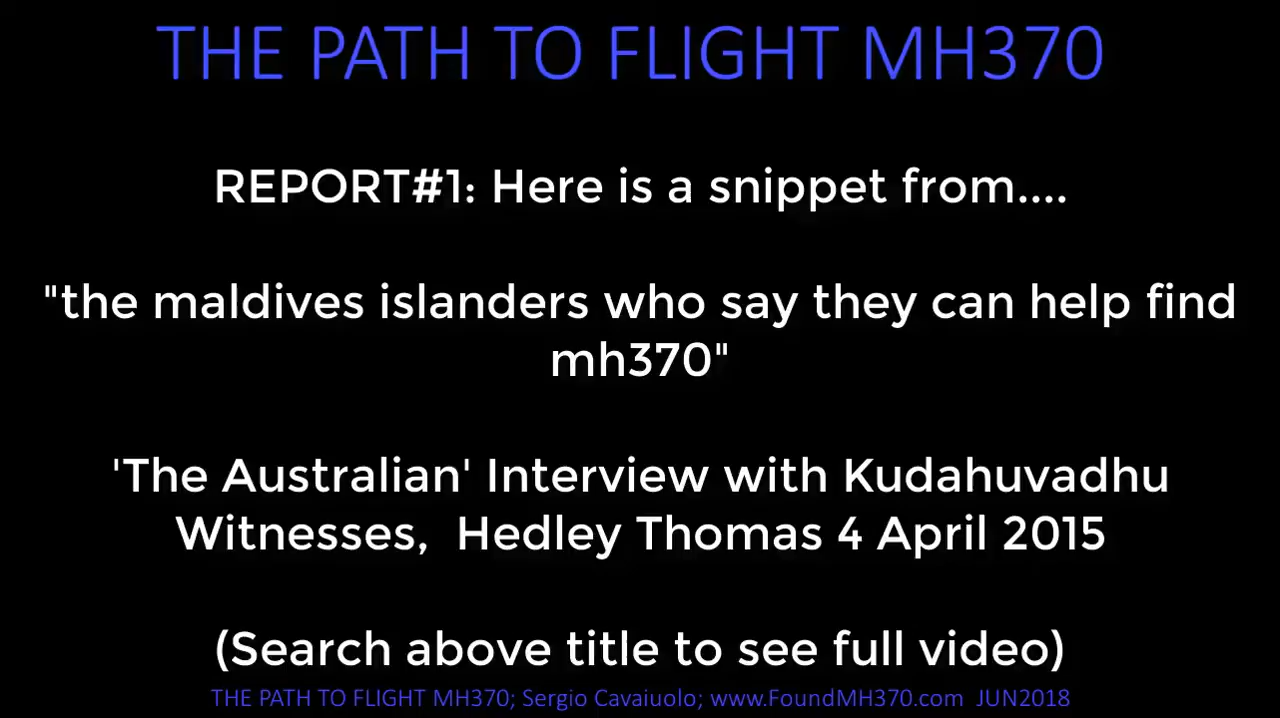 THE PATH TO FLIGHT MH370
REPORT#1: Here is a snippet from....
"the maldives islanders who say they can help find
mh370"
'The Australian' Interview with Kudahuvadhu
Witnesses,  Hedley Thomas 4 April 2015
(Search above title to see full video)
THE PATH TO FLIGHT MH370; Sergio Cavaiuolo; www.FoundMH370.com  JUN2018